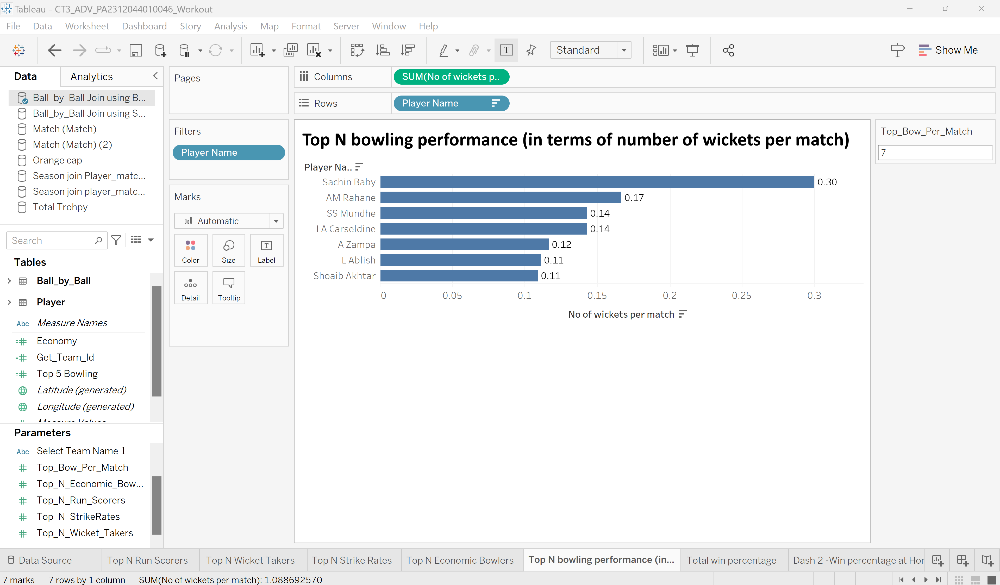 Tableau - CT3_ADV_PA2312044010046_Workout
File Data Worksheet Dashboard Story Analysis Map Format Server Window Help
Standard
Show Me
Data Analytics
Ball_by_Ball Join using B...
Ball_by_Ball Join using S...
Match (Match)
Match (Match) (2)
Orange cap
Season join Player_matc...
Season join player_matc...
Total Trohpy
Search
Tables
Ball_by_Ball
Player
Abc Measure Names
Economy
Get_Team_Id
Top 5 Bowling
Latitude (generated)
Longitude (generated)
Measure Values
Parameters
Abc Select Team Name 1
Top_Bow_Per_Match
Top_N_Economic_Bow...
Top_N_Run_Scorers
Top_N_StrikeRates
Top_N_Wicket_Takers
Pages
Filters
Player Name
Marks
Automatic
Color Size Label
Detail Tooltip
Columns SUM(No of wickets p..
Rows Player Name
Top N bowling performance (in terms of number of wickets per match)
Player Na..
Sachin Baby 0.30
AM Rahane 0.17
SS Mundhe 0.14
LA Carseldine 0.14
A Zampa 0.12
L Ablish 0.11
Shoaib Akhtar 0.11
0 0.05 0.1 0.15 0.2 0.25 0.3
No of wickets per match
Top_Bow_Per_Match
7
Data Source Top N Run Scorers Top N Wicket Takers Top N Strike Rates Top N Economic Bowlers Top N bowling performance (in... Total win percentage Dash 2 -Win percentage at Hor
7 marks 7 rows by 1 column SUM(No of wickets per match): 1.088692570